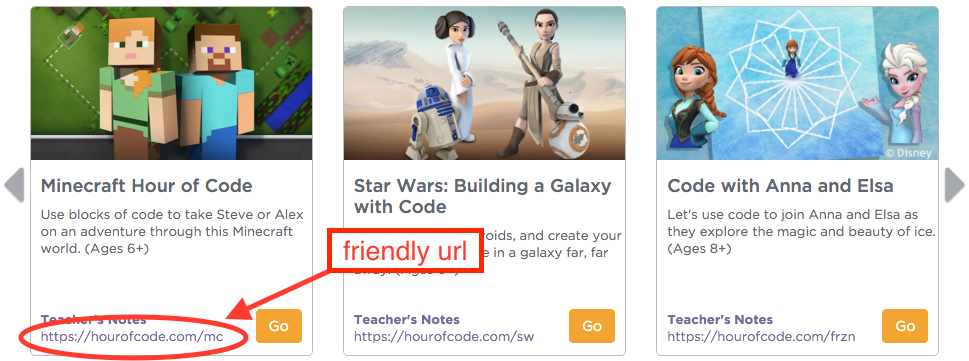 © Disney
Minecraft Hour of Code
Use blocks of code to take Steve or Alex
on an adventure through this Minecraft
world. (Ages 6+)
Teacher's Notes
https://hourofcode.com/mc
Go
Star Wars: Building a Galaxy
with Code
and create your
in a galaxy far, far
Teacher's Notes
https://hourofcode.com/sw
Go
Code with Anna and Elsa
Let's use code to join Anna and Elsa as
they explore the magic and beauty of ice.
(Ages 8+)
Teacher's Notes
https://hourofcode.com/frzn
Go
friendly url